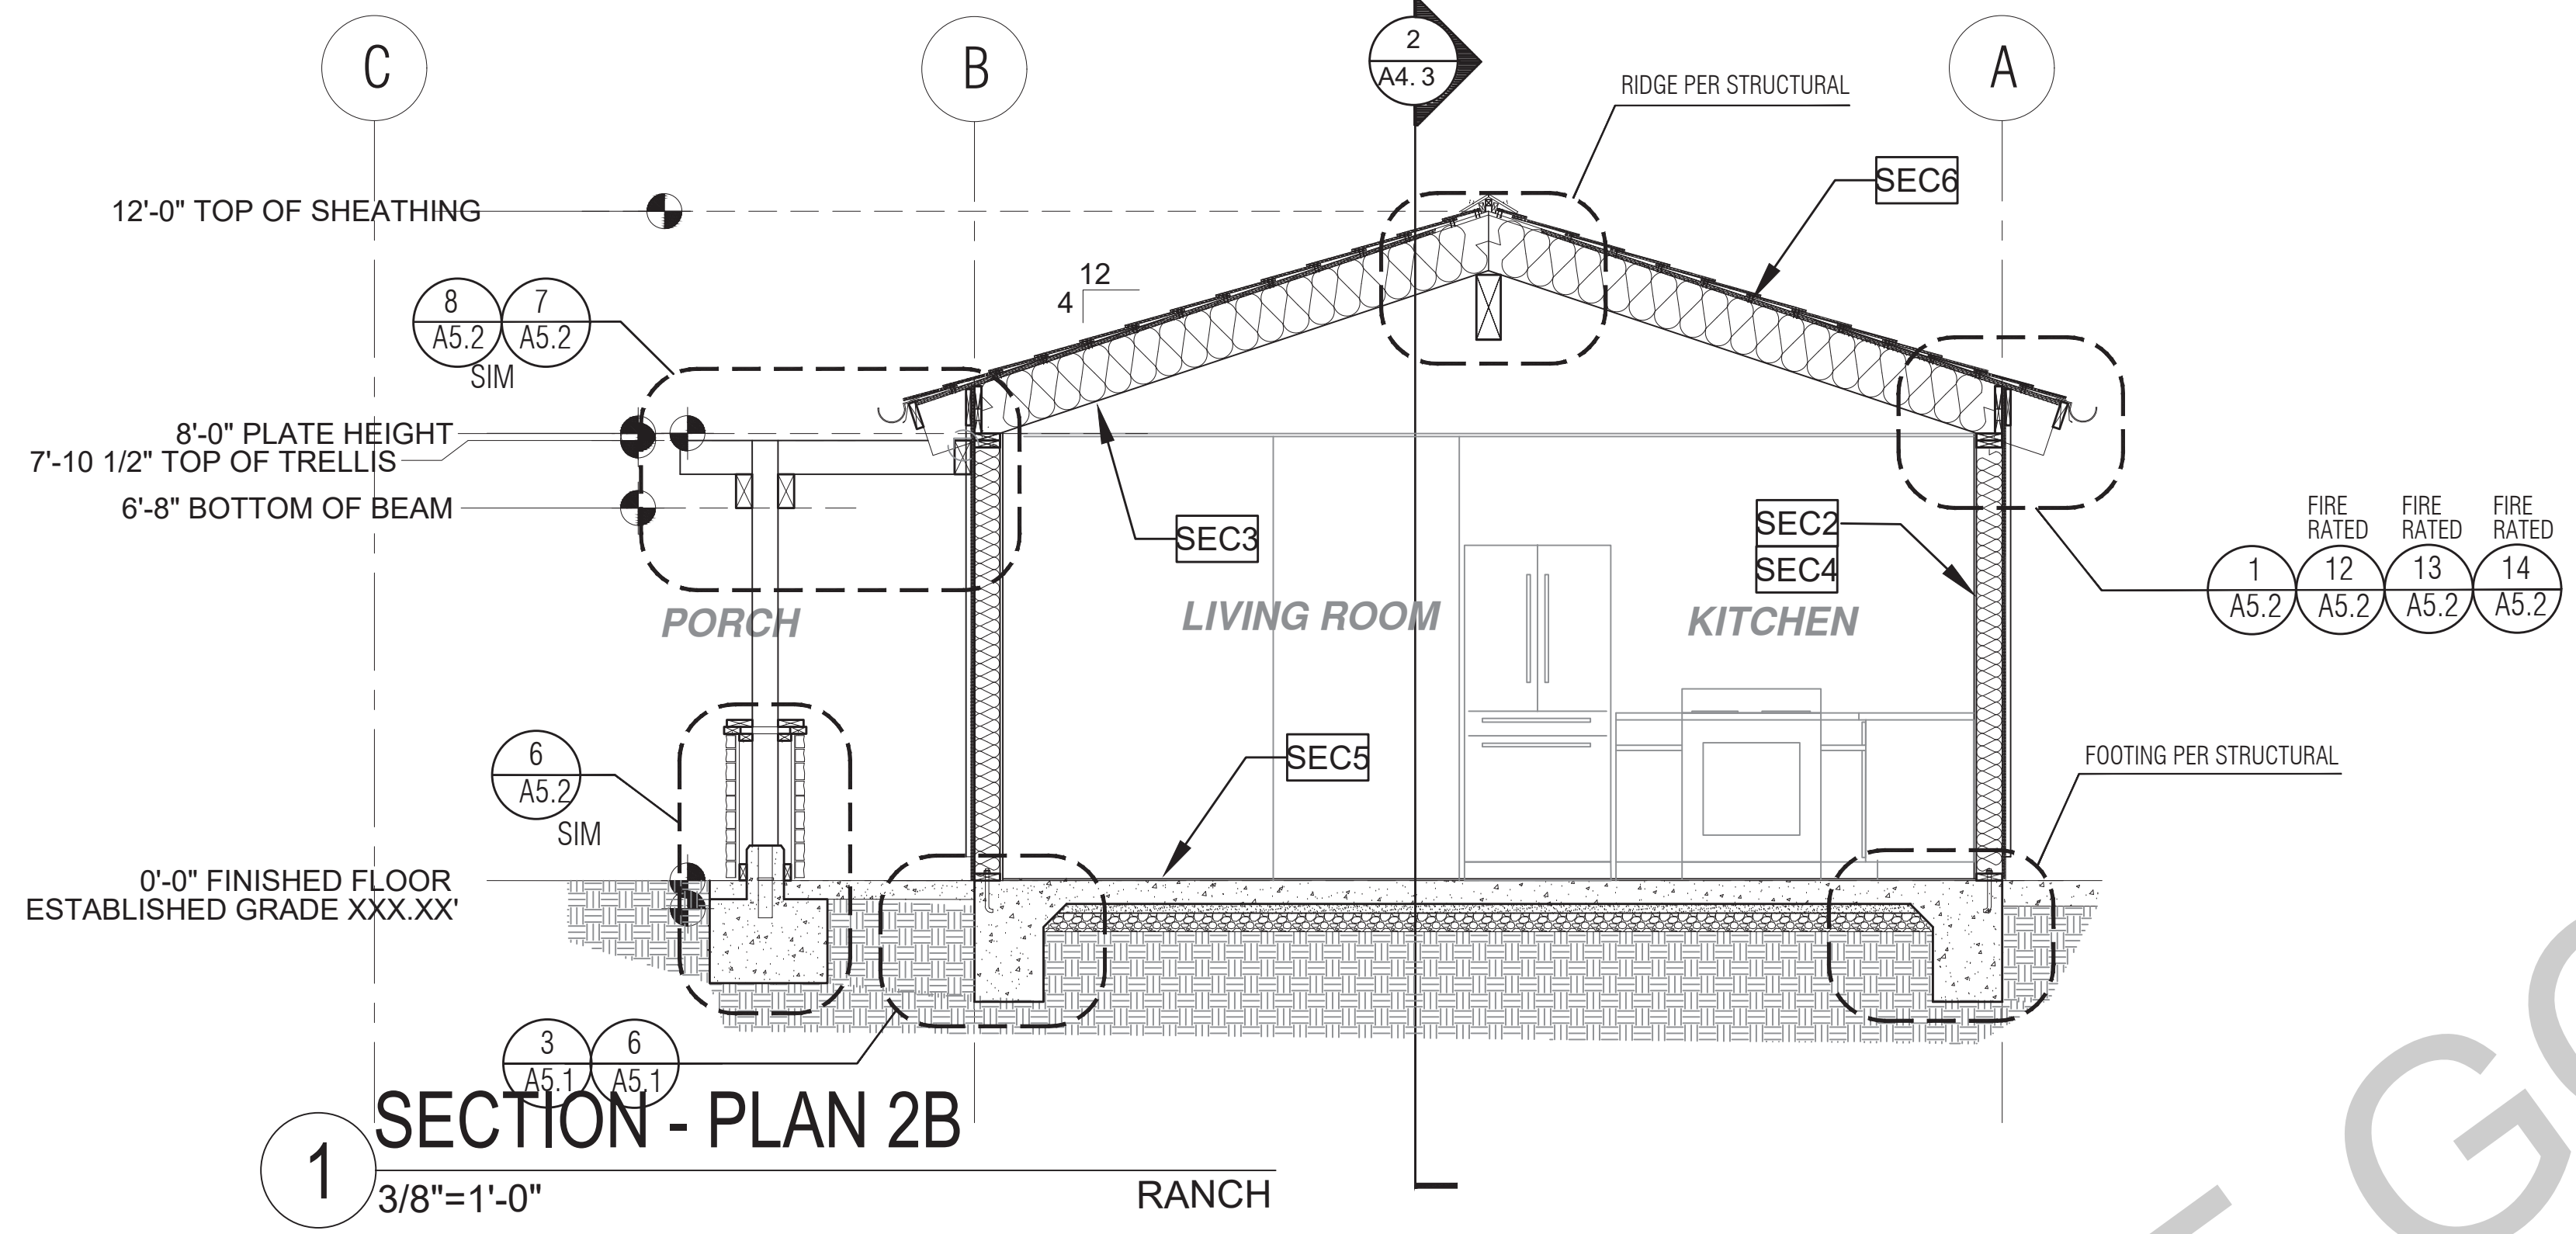 C
B
2
A4.3
A
RIDGE PER STRUCTURAL
SEC6
12'-0" TOP OF SHEATHING
12
4
8
A5.2
7
A5.2
SIM
8'-0" PLATE HEIGHT
7'-10 1/2" TOP OF TRELLIS
6'-8" BOTTOM OF BEAM
SEC3
SEC2
SEC4
FIRE
RATED
FIRE
RATED
FIRE
RATED
1
A5.2
12
A5.2
13
A5.2
14
A5.2
PORCH
LIVING ROOM
KITCHEN
SEC5
6
A5.2
SIM
FOOTING PER STRUCTURAL
0'-0" FINISHED FLOOR
ESTABLISHED GRADE XXX.XX'
3
A5.1
6
A5.1
1
SECTION - PLAN 2B
3/8"=1'-0"
RANCH